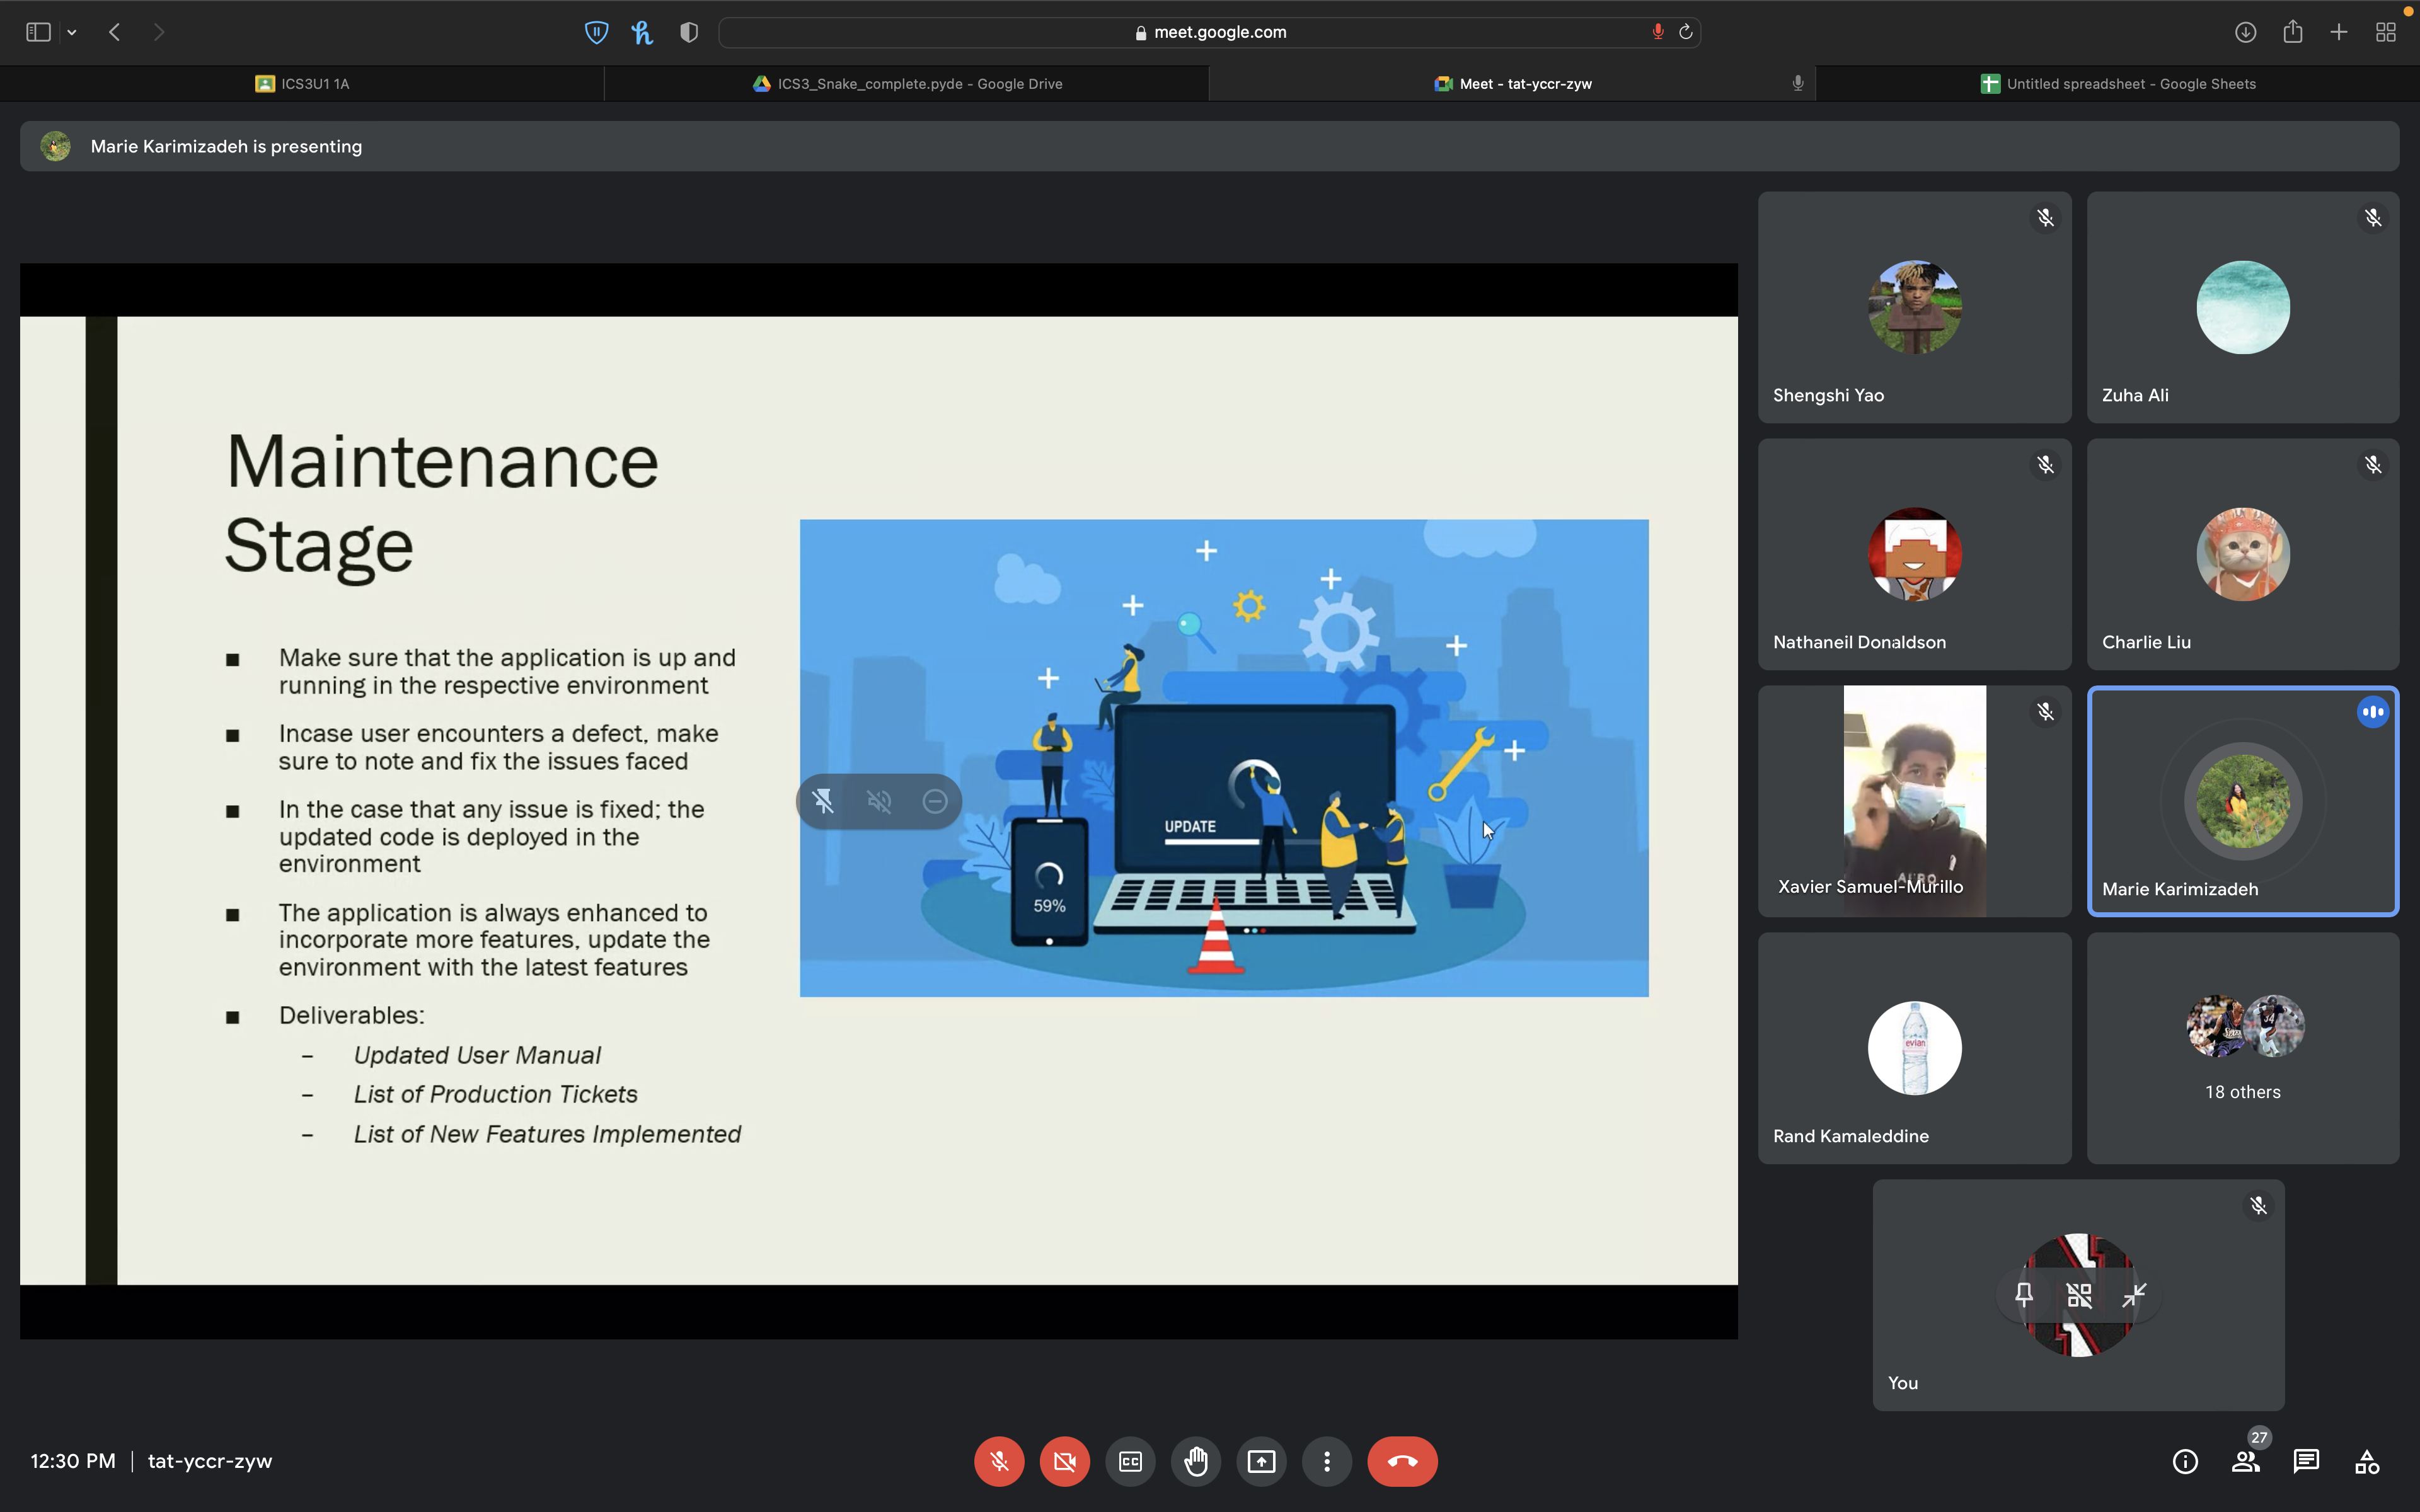 meet.google.com
ICS3U1 1A
ICS3_Snake_complete.pyde - Google Drive
Meet - tat-yccr-zyw
Untitled spreadsheet - Google Sheets
Marie Karimizadeh is presenting
Maintenance
Stage
Make sure that the application is up and
running in the respective environment
Incase user encounters a defect, make
sure to note and fix the issues faced
In the case that any issue is fixed; the
updated code is deployed in the
environment
The application is always enhanced to
incorporate more features, update the
environment with the latest features
Deliverables:
– Updated User Manual
– List of Production Tickets
– List of New Features Implemented
UPDATE
59%
Shengshi Yao
Zuha Ali
Nathaneil Donaldson
Charlie Liu
Xavier Samuel-Murillo
Marie Karimizadeh
evian
Rand Kamaleddine
34
18 others
You
12:30 PM | tat-yccr-zyw
CC
27